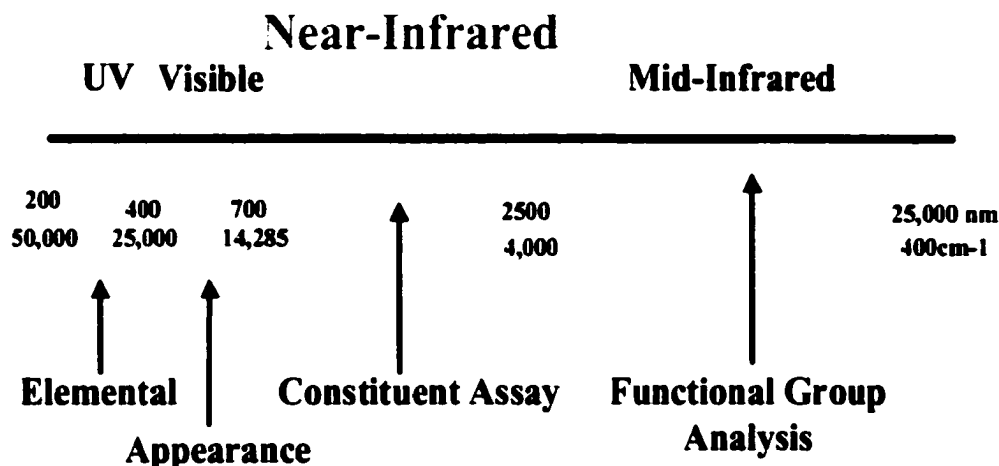 Near-Infrared
UV Visible Mid-Infrared
200 400 700 2500 25,000 nm
50,000 25,000 14,285 4,000 400cm-1
Elemental Constituent Assay Functional Group
Appearance Analysis